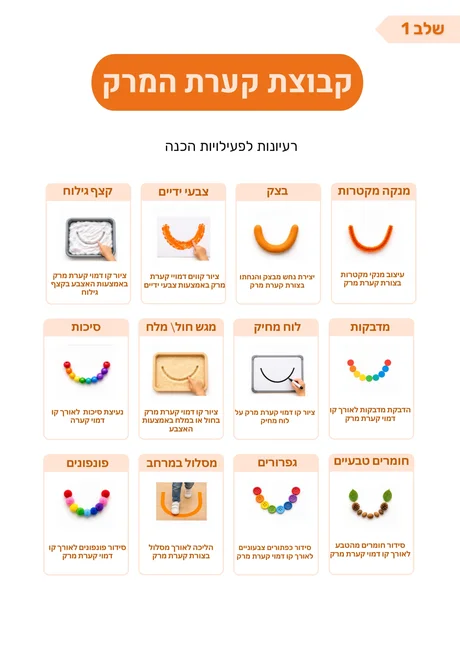 שלב 1
קבוצת קערת המרק
רעיונות לפעילויות הכנה
מנקה מקטרות
עיצוב מנקי מקטרות
בצורת קערת מרק
בצק
יצירת נחש מבצק והנחתו
בצורת קערת מרק
צבעי ידיים
ציור קווים דמויי קערת
מרק באמצעות צבעי ידיים
קצף גילוח
ציור קו דמוי קערת מרק
באמצעות האצבע בקצף
גילוח
מדבקות
הדבקת מדבקות לאורך קו
דמוי קערת מרק
לוח מחיק
ציור קו דמוי קערת מרק על
לוח מחיק
מגש חול\ מלח
ציור קו דמוי קערת מרק
בחול או במלח באמצעות
האצבע
סיכות
נעיצת סיכות לאורך קו
דמוי קערה
חומרים טבעיים
סידור חומרים מהטבע
לאורך קו דמוי קערת מרק
גפרורים
סידור כפתורים צבעוניים
לאורך קו דמוי קערת מרק
מסלול במרחב
הליכה לאורך מסלול
בצורת קערת מרק
פונפונים
סידור פונפונים לאורך קו
דמוי קערת מרק